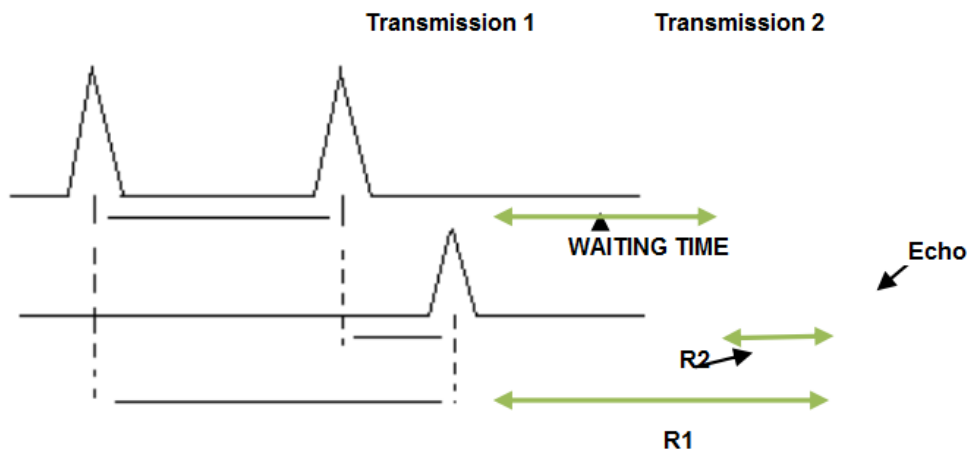 Transmission 1 Transmission 2
WAITING TIME
Echo
R2
R1